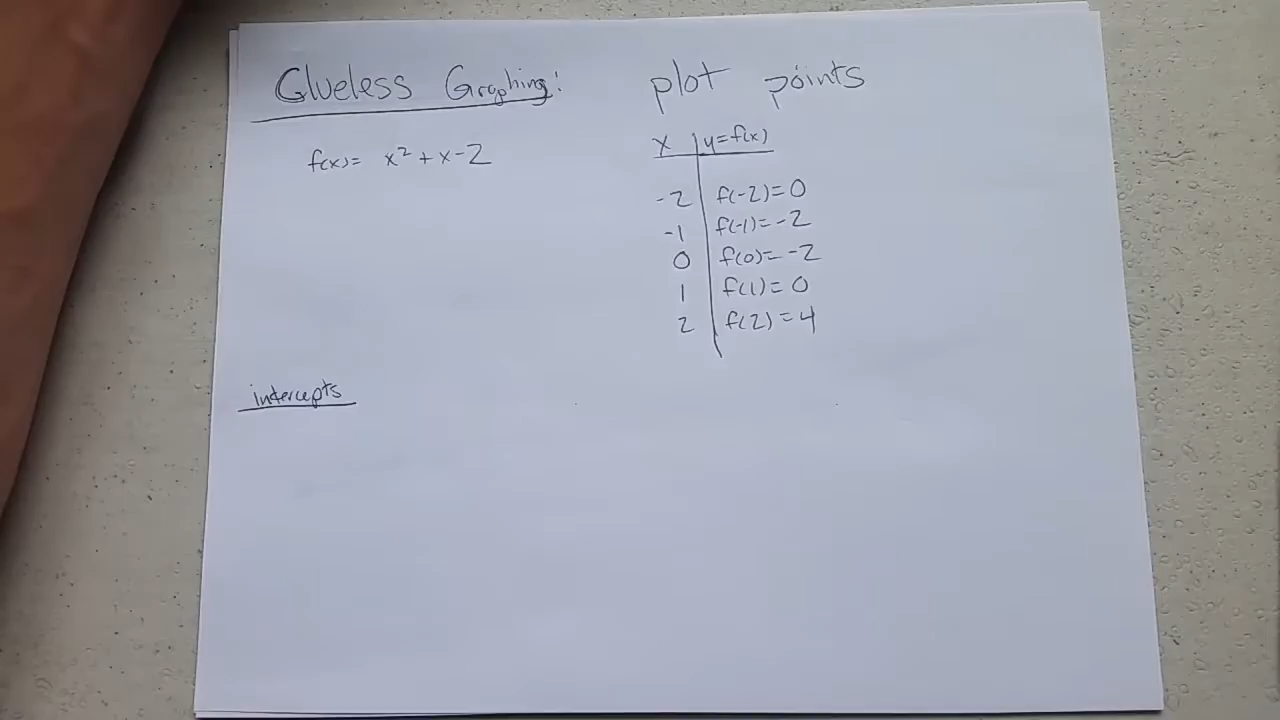 Clueless Graphing: plot points
f(x) = x² + x - 2
x | y = f(x)
-2 | f(-2) = 0
-1 | f(-1) = -2
0 | f(0) = -2
1 | f(1) = 0
2 | f(2) = 4
intercepts